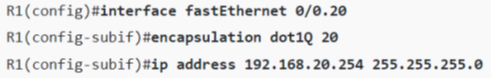 R1(config)#interface fastEthernet 0/0.20
R1(config-subif)#encapsulation dot1Q 20
R1(config-subif)#ip address 192.168.20.254 255.255.255.0